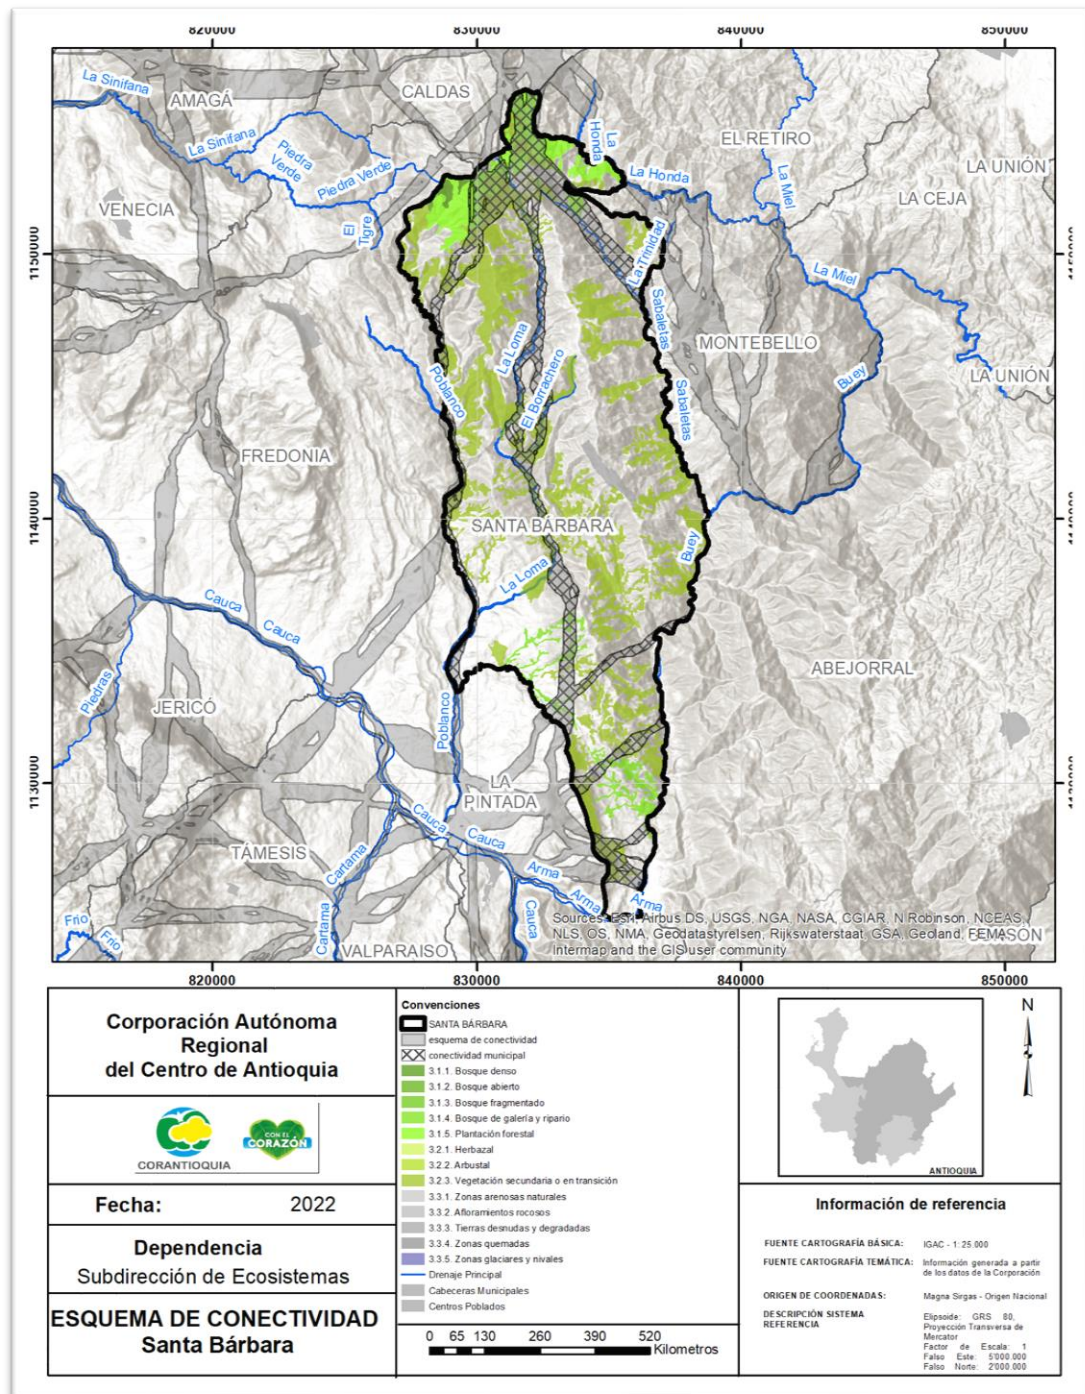 820000 830000 840000 850000
La Sinifana
AMAGÁ
CALDAS
La Sinifana
Piedra Verde
Piedra Verde
El Tigre
VENECIA
La Honda
La Honda
EL RETIRO
La Miel
LA UNIÓN
LA CEJA
La Trinidad
La Miel
1150000
Sabaletas
MONTEBELLO
LA UNIÓN
Buey
La Loma
El Borrachero
Poblanco
Sabaletas
FREDONIA
1140000
SANTA BÁRBARA
Buey
La Loma
Cauca
Cauca
ABEJORRAL
Piedras
JERICÓ
Poblanco
1130000
LA PINTADA
Cauca
Cauca
TÁMESIS
Cartama
Arma
Arma
Arma
Frio
Frio
Cartama
Cauca
VALPARAISO
Sources: Esri, Airbus DS, USGS, NGA, NASA, CGIAR, N Robinson, NCEAS,
NLS, OS, NMA, Geodatastyrelsen, Rijkswaterstaat, GSA, Geoland, FEMA,
Intermap and the GIS user community
820000 830000 840000 850000
Corporación Autónoma
Regional
del Centro de Antioquia
CORANTIOQUIA
CON EL
CORAZÓN
Fecha: 2022
Dependencia
Subdirección de Ecosistemas
ESQUEMA DE CONECTIVIDAD
Santa Bárbara
Convenciones
SANTA BÁRBARA
esquema de conectividad
conectividad municipal
3.1.1. Bosque denso
3.1.2. Bosque abierto
3.1.3. Bosque fragmentado
3.1.4. Bosque de galería y ripario
3.1.5. Plantación forestal
3.2.1. Herbazal
3.2.2. Arbustal
3.2.3. Vegetación secundaria o en transición
3.3.1. Zonas arenosas naturales
3.3.2. Afloramientos rocosos
3.3.3. Tierras desnudas y degradadas
3.3.4. Zonas quemadas
3.3.5. Zonas glaciares y nivales
Drenaje Principal
Cabeceras Municipales
Centros Poblados
0 65 130 260 390 520
Kilometros
N
ANTIOQUIA
Información de referencia
FUENTE CARTOGRAFÍA BÁSICA: IGAC - 1:25.000
FUENTE CARTOGRAFÍA TEMÁTICA: Información generada a partir
de los datos de la Corporación
ORIGEN DE COORDENADAS: Magna Sirgas - Origen Nacional
DESCRIPCIÓN SISTEMA
REFERENCIA
Elipsoide: GRS 80,
Proyección Transversa de
Mercator
Factor de Escala: 1
Falso Este: 5'000.000
Falso Norte: 2'000.000